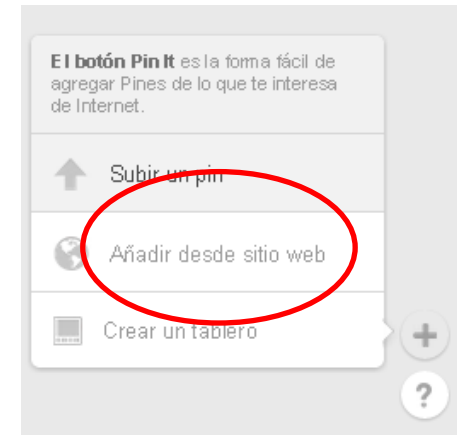 El botón Pin It es la forma fácil de
agregar Pines de lo que te interesa
de Internet.
Subir un pin
Añadir desde sitio web
Crear un tablero
+
?